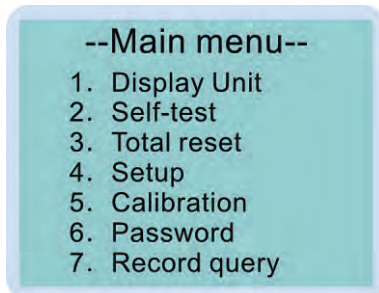 --Main menu--
1. Display Unit
2. Self-test
3. Total reset
4. Setup
5. Calibration
6. Password
7. Record query